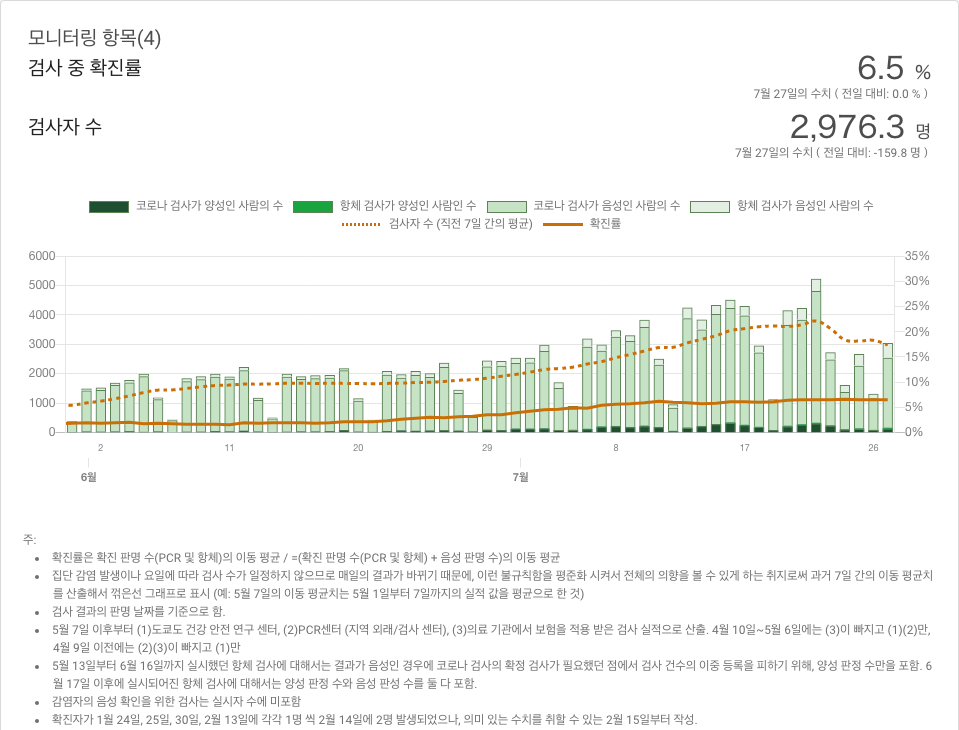 모니터링 항목(4)
검사 중 확진률
6.5 %
7월 27일의 수치 ( 전일 대비: 0.0 % )
검사자 수
2,976.3 명
7월 27일의 수치 ( 전일 대비: -159.8 명 )
코로나 검사가 양성인 사람의 수 항체 검사가 양성인 사람인 수 코로나 검사가 음성인 사람의 수 항체 검사가 음성인 사람의 수
검사자 수 (직전 7일 간의 평균) 확진률
6000 35%
5000 30%
4000 25%
3000 20%
2000 15%
1000 10%
0 5%
0%
2 11 20 29 8 17 26
6월 7월
주:
확진률은 확진 판명 수(PCR 및 항체)의 이동 평균 / =(확진 판명 수(PCR 및 항체) + 음성 판명 수)의 이동 평균
집단 감염 발생이나 요일에 따라 검사 수가 일정하지 않으므로 매일의 결과가 바뀌기 때문에, 이런 불규칙함을 평준화 시켜서 전체의 의향을 볼 수 있게 하는 취지로써 과거 7일 간의 이동 평균치
를 산출해서 꺾은선 그래프로 표시 (예: 5월 7일의 이동 평균치는 5월 1일부터 7일까지의 실적 값을 평균으로 한 것)
검사 결과의 판명 날짜를 기준으로 함.
5월 7일 이후부터 (1)도쿄도 건강 안전 연구 센터, (2)PCR센터 (지역 외래/검사 센터), (3)의료 기관에서 보험을 적용 받은 검사 실적으로 산출. 4월 10일~5월 6일에는 (3)이 빠지고 (1)(2)만,
4월 9일 이전에는 (2)(3)이 빠지고 (1)만
5월 13일부터 6월 16일까지 실시했던 항체 검사에 대해서는 결과가 음성인 경우에 코로나 검사의 확정 검사가 필요했던 점에서 검사 건수의 이중 등록을 피하기 위해, 양성 판정 수만을 포함. 6
월 17일 이후에 실시되어진 항체 검사에 대해서는 양성 판정 수와 음성 판성 수를 둘 다 포함.
감염자의 음성 확인을 위한 검사는 실시자 수에 미포함
확진자가 1월 24일, 25일, 30일, 2월 13일에 각각 1명 씩 2월 14일에 2명 발생되었으나, 의미 있는 수치를 취할 수 있는 2월 15일부터 작성.